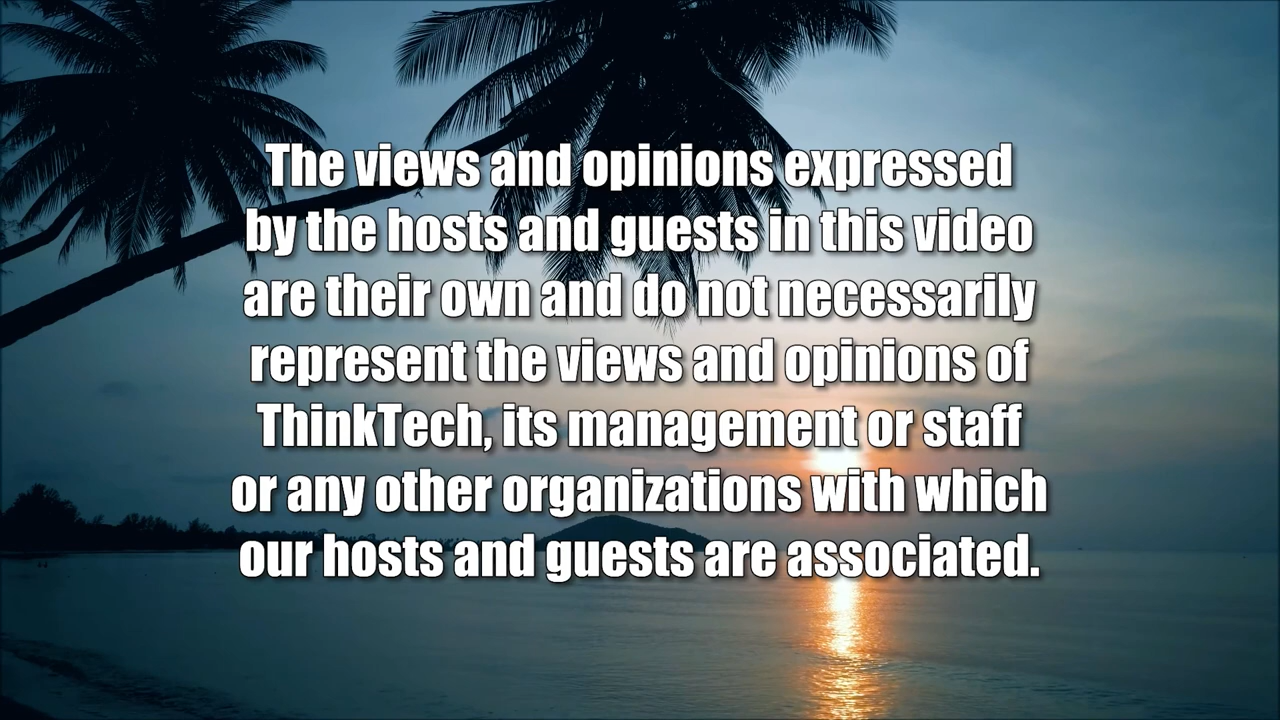 The views and opinions expressed
by the hosts and guests in this video
are their own and do not necessarily
represent the views and opinions of
ThinkTech, its management or staff
or any other organizations with which
our hosts and guests are associated.